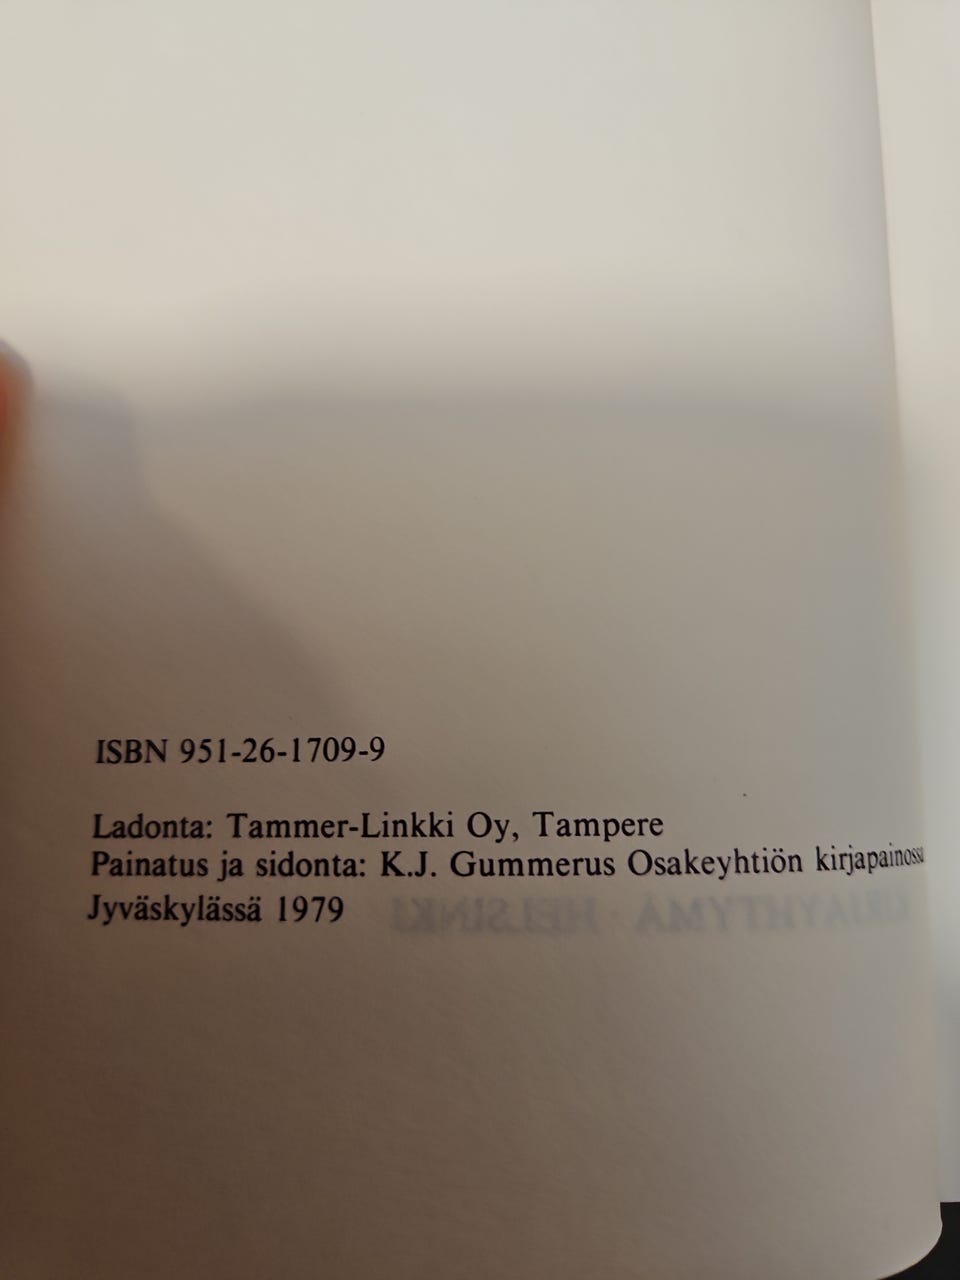 ISBN 951-26-1709-9
Ladonta: Tammer-Linkki Oy, Tampere
Painatus ja sidonta: K.J. Gummerus Osakeyhtiön kirjapainossa
Jyväskylässä 1979